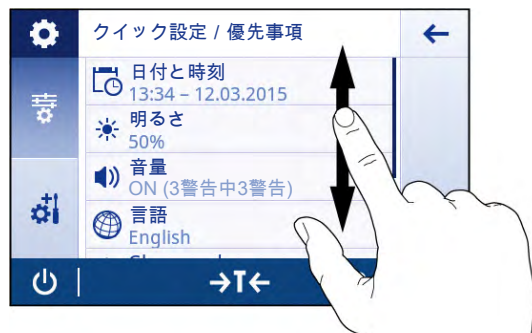 クイック設定 / 優先事項
日付と時刻
13:34 – 12.03.2015
明るさ
50%
音量
ON (3警告中3警告)
言語
English
→T←